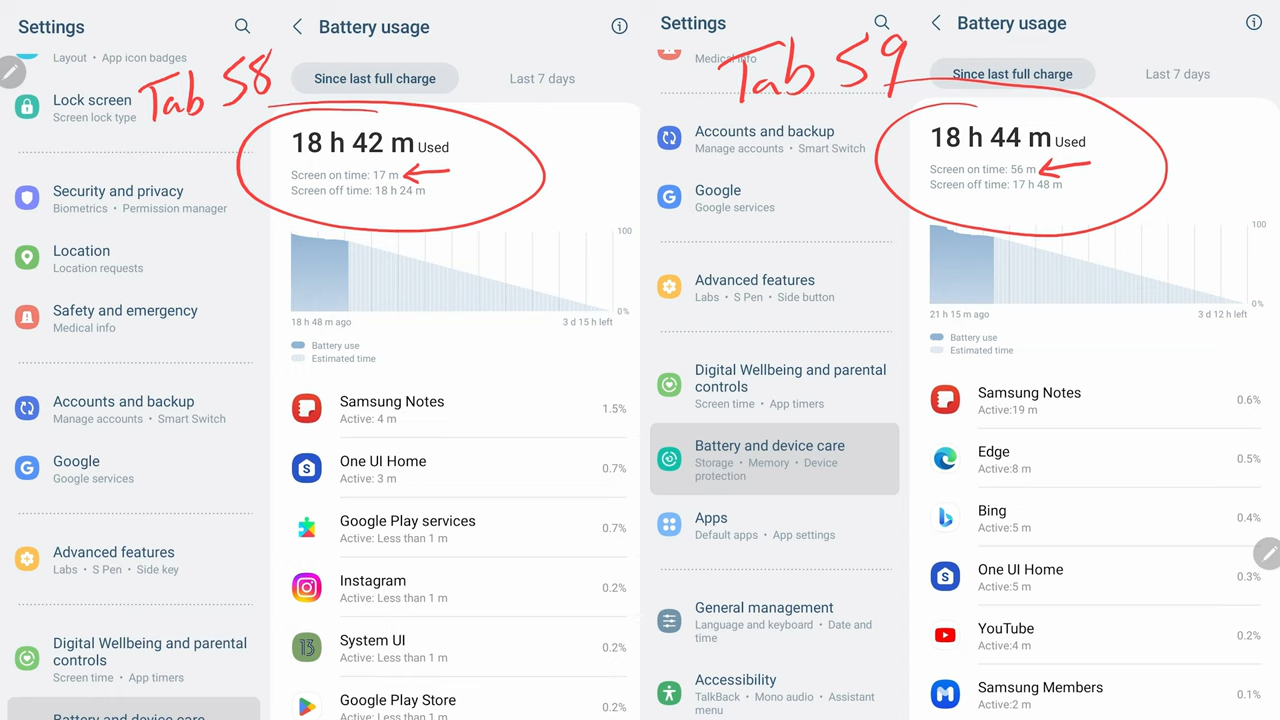 Settings
Layout • App icon badges
Lock screen
Screen lock type
Tab S8
Security and privacy
Biometrics • Permission manager
Location
Location requests
Safety and emergency
Medical info
Accounts and backup
Manage accounts • Smart Switch
Google
Google services
Advanced features
Labs • S Pen • Side key
Digital Wellbeing and parental
controls
Screen time • App timers
Battery and device care
Battery usage
Since last full charge
Last 7 days
18 h 42 m Used
Screen on time: 17 m
Screen off time: 18 h 24 m
100
0%
18 h 48 m ago
3 d 15 h left
Battery use
Estimated time
Samsung Notes
Active: 4 m
1.5%
One UI Home
Active: 3 m
0.7%
Google Play services
Active: Less than 1 m
0.7%
Instagram
Active: Less than 1 m
0.2%
13
System UI
Active: Less than 1 m
0.2%
Google Play Store
Active: Less than 1 m
0.2%
Settings
Medical info
Tab S9
Accounts and backup
Manage accounts • Smart Switch
Google
Google services
Advanced features
Labs • S Pen • Side button
Digital Wellbeing and parental
controls
Screen time • App timers
Battery and device care
Storage • Memory • Device
protection
Apps
Default apps • App settings
General management
Language and keyboard • Date and
time
Accessibility
TalkBack • Mono audio • Assistant
menu
Battery usage
Since last full charge
Last 7 days
18 h 44 m Used
Screen on time: 56 m
Screen off time: 17 h 48 m
100
0%
21 h 15 m ago
3 d 12 h left
Battery use
Estimated time
Samsung Notes
Active:19 m
0.6%
Edge
Active:8 m
0.5%
Bing
Active:5 m
0.4%
One UI Home
Active:5 m
0.3%
YouTube
Active:4 m
0.2%
Samsung Members
Active:2 m
0.1%